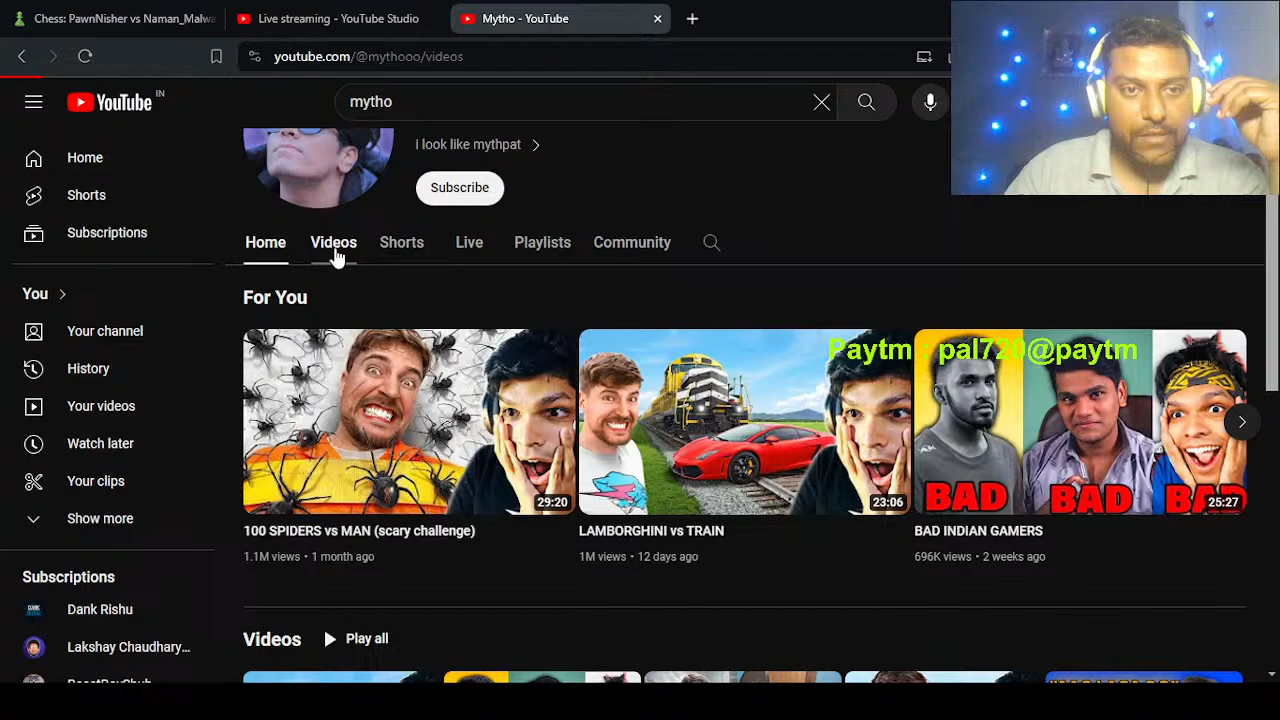 Chess: PawnNisher vs Naman_Malwa
Live streaming - YouTube Studio
Mytho - YouTube
youtube.com/@mythooo/videos
YouTube IN
mytho
Home
Shorts
Subscriptions
You
Your channel
History
Your videos
Watch later
Your clips
Show more
Subscriptions
Dank Rishu
Lakshay Chaudhary...
i look like mythpat
Subscribe
Home Videos Shorts Live Playlists Community
For You
Paytm : pal720@paytm
BAD BAD BAD
29:20
23:06
25:27
100 SPIDERS vs MAN (scary challenge)
1.1M views • 1 month ago
LAMBORGHINI vs TRAIN
1M views • 12 days ago
BAD INDIAN GAMERS
696K views • 2 weeks ago
Videos
Play all